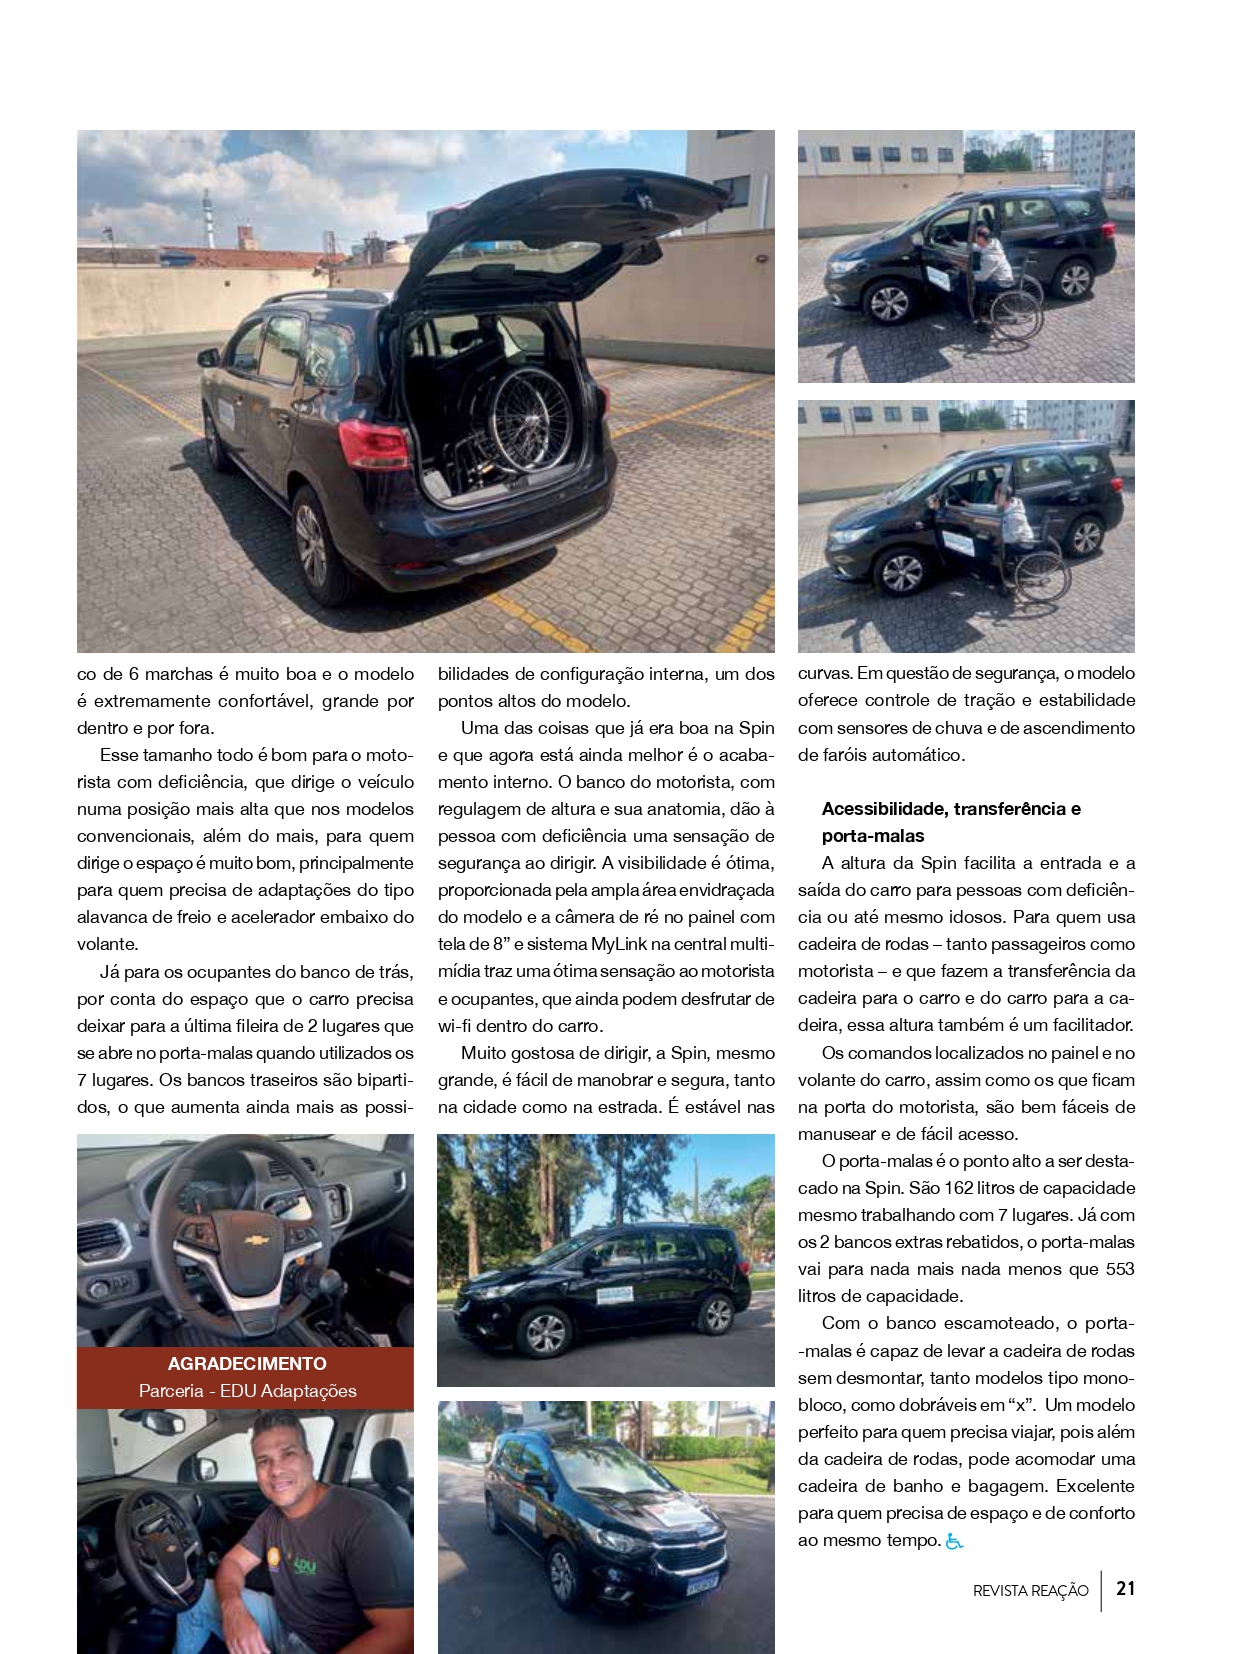 co de 6 marchas é muito boa e o modelo
é extremamente confortável, grande por
dentro e por fora.
Esse tamanho todo é bom para o moto-
rista com deficiência, que dirige o veículo
numa posição mais alta que nos modelos
convencionais, além do mais, para quem
dirige o espaço é muito bom, principalmente
para quem precisa de adaptações do tipo
alavanca de freio e acelerador embaixo do
volante.
Já para os ocupantes do banco de trás,
por conta do espaço que o carro precisa
deixar para a última fileira de 2 lugares que
se abre no porta-malas quando utilizados os
7 lugares. Os bancos traseiros são biparti-
dos, o que aumenta ainda mais as possi-
AGRADECIMENTO
Parceria - EDU Adaptações
EDU
bilidades de configuração interna, um dos
pontos altos do modelo.
Uma das coisas que já era boa na Spin
e que agora está ainda melhor é o acaba-
mento interno. O banco do motorista, com
regulagem de altura e sua anatomia, dão à
pessoa com deficiência uma sensação de
segurança ao dirigir. A visibilidade é ótima,
proporcionada pela ampla área envidraçada
do modelo e a câmera de ré no painel com
tela de 8” e sistema MyLink na central multi-
mídia traz uma ótima sensação ao motorista
e ocupantes, que ainda podem desfrutar de
wi-fi dentro do carro.
Muito gostosa de dirigir, a Spin, mesmo
grande, é fácil de manobrar e segura, tanto
na cidade como na estrada. É estável nas
curvas. Em questão de segurança, o modelo
oferece controle de tração e estabilidade
com sensores de chuva e de ascendimento
de faróis automático.
Acessibilidade, transferência e
porta-malas
A altura da Spin facilita a entrada e a
saída do carro para pessoas com deficiên-
cia ou até mesmo idosos. Para quem usa
cadeira de rodas – tanto passageiros como
motorista – e que fazem a transferência da
cadeira para o carro e do carro para a ca-
deira, essa altura também é um facilitador.
Os comandos localizados no painel e no
volante do carro, assim como os que ficam
na porta do motorista, são bem fáceis de
manusear e de fácil acesso.
O porta-malas é o ponto alto a ser desta-
cado na Spin. São 162 litros de capacidade
mesmo trabalhando com 7 lugares. Já com
os 2 bancos extras rebatidos, o porta-malas
vai para nada mais nada menos que 553
litros de capacidade.
Com o banco escamoteado, o porta-
-malas é capaz de levar a cadeira de rodas
sem desmontar, tanto modelos tipo mono-
bloco, como dobráveis em “x”. Um modelo
perfeito para quem precisa viajar, pois além
da cadeira de rodas, pode acomodar uma
cadeira de banho e bagagem. Excelente
para quem precisa de espaço e de conforto
ao mesmo tempo.
REVISTA REAÇÃO
21